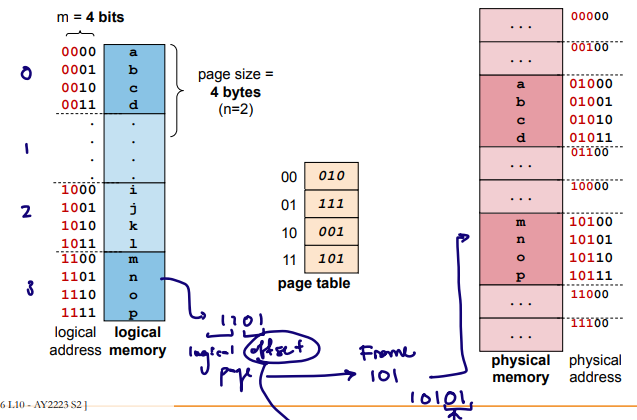 m = 4 bits
0000 a
0001 b
0010 c
0011 d
. .
. .
. .
. .
1000 i
1001 j
1010 k
1011 l
1100 m
1101 n
1110 o
1111 p
logical address
logical memory
0
1
2
3
page size =
4 bytes
(n=2)
00 010
01 111
10 001
11 101
page table
1101
logical
page
offset
Frame
101
10101
... 00000
... 00100
a 01000
b 01001
c 01010
d 01011
... 01100
... 10000
m 10100
n 10101
o 10110
p 10111
... 11000
... 11100
physical memory
physical address
6 L10 - AY2223 S2 ]